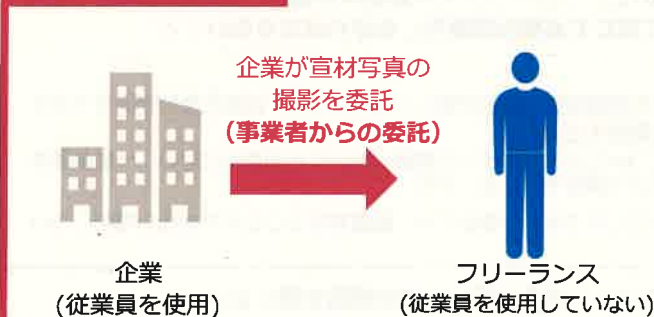 企業が宣材写真の
撮影を委託
(事業者からの委託)
企業
(従業員を使用)
フリーランス
(従業員を使用していない)